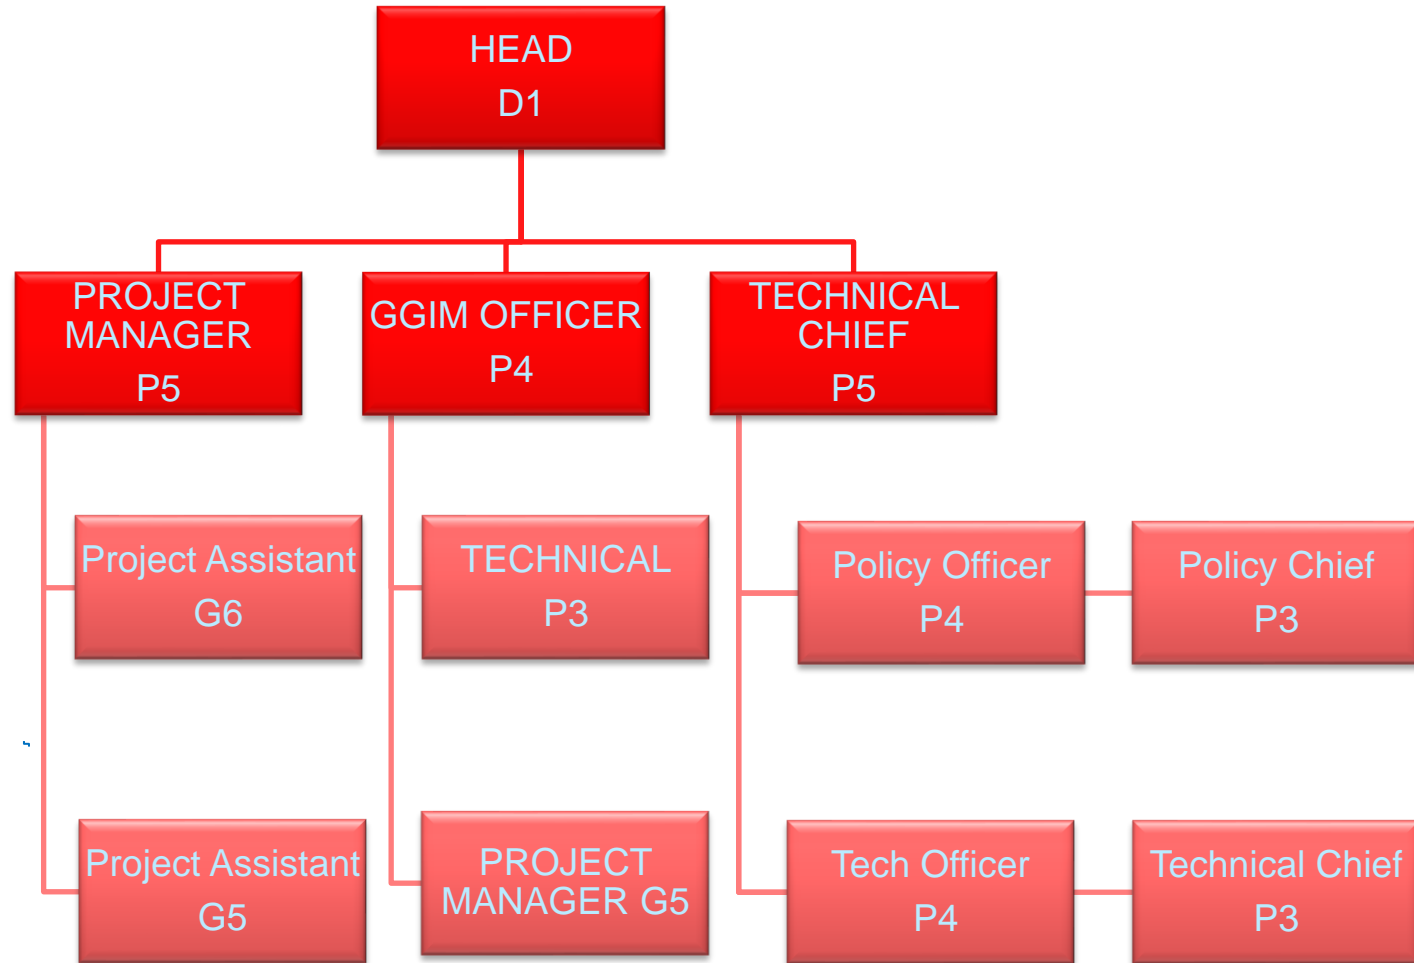 HEAD
D1
PROJECT
MANAGER
P5
GGIM OFFICER
P4
TECHNICAL
CHIEF
P5
Project Assistant
G6
TECHNICAL
P3
Policy Officer
P4
Policy Chief
P3
Project Assistant
G5
PROJECT
MANAGER G5
Tech Officer
P4
Technical Chief
P3